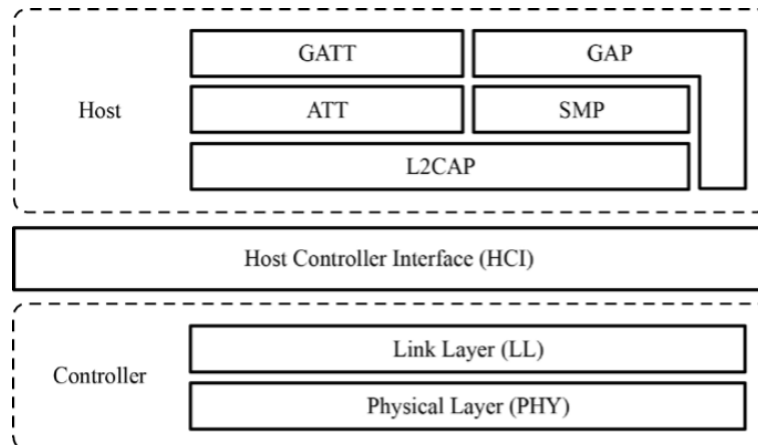 GATT
GAP
Host
ATT
SMP
L2CAP
Host Controller Interface (HCI)
Link Layer (LL)
Controller
Physical Layer (PHY)